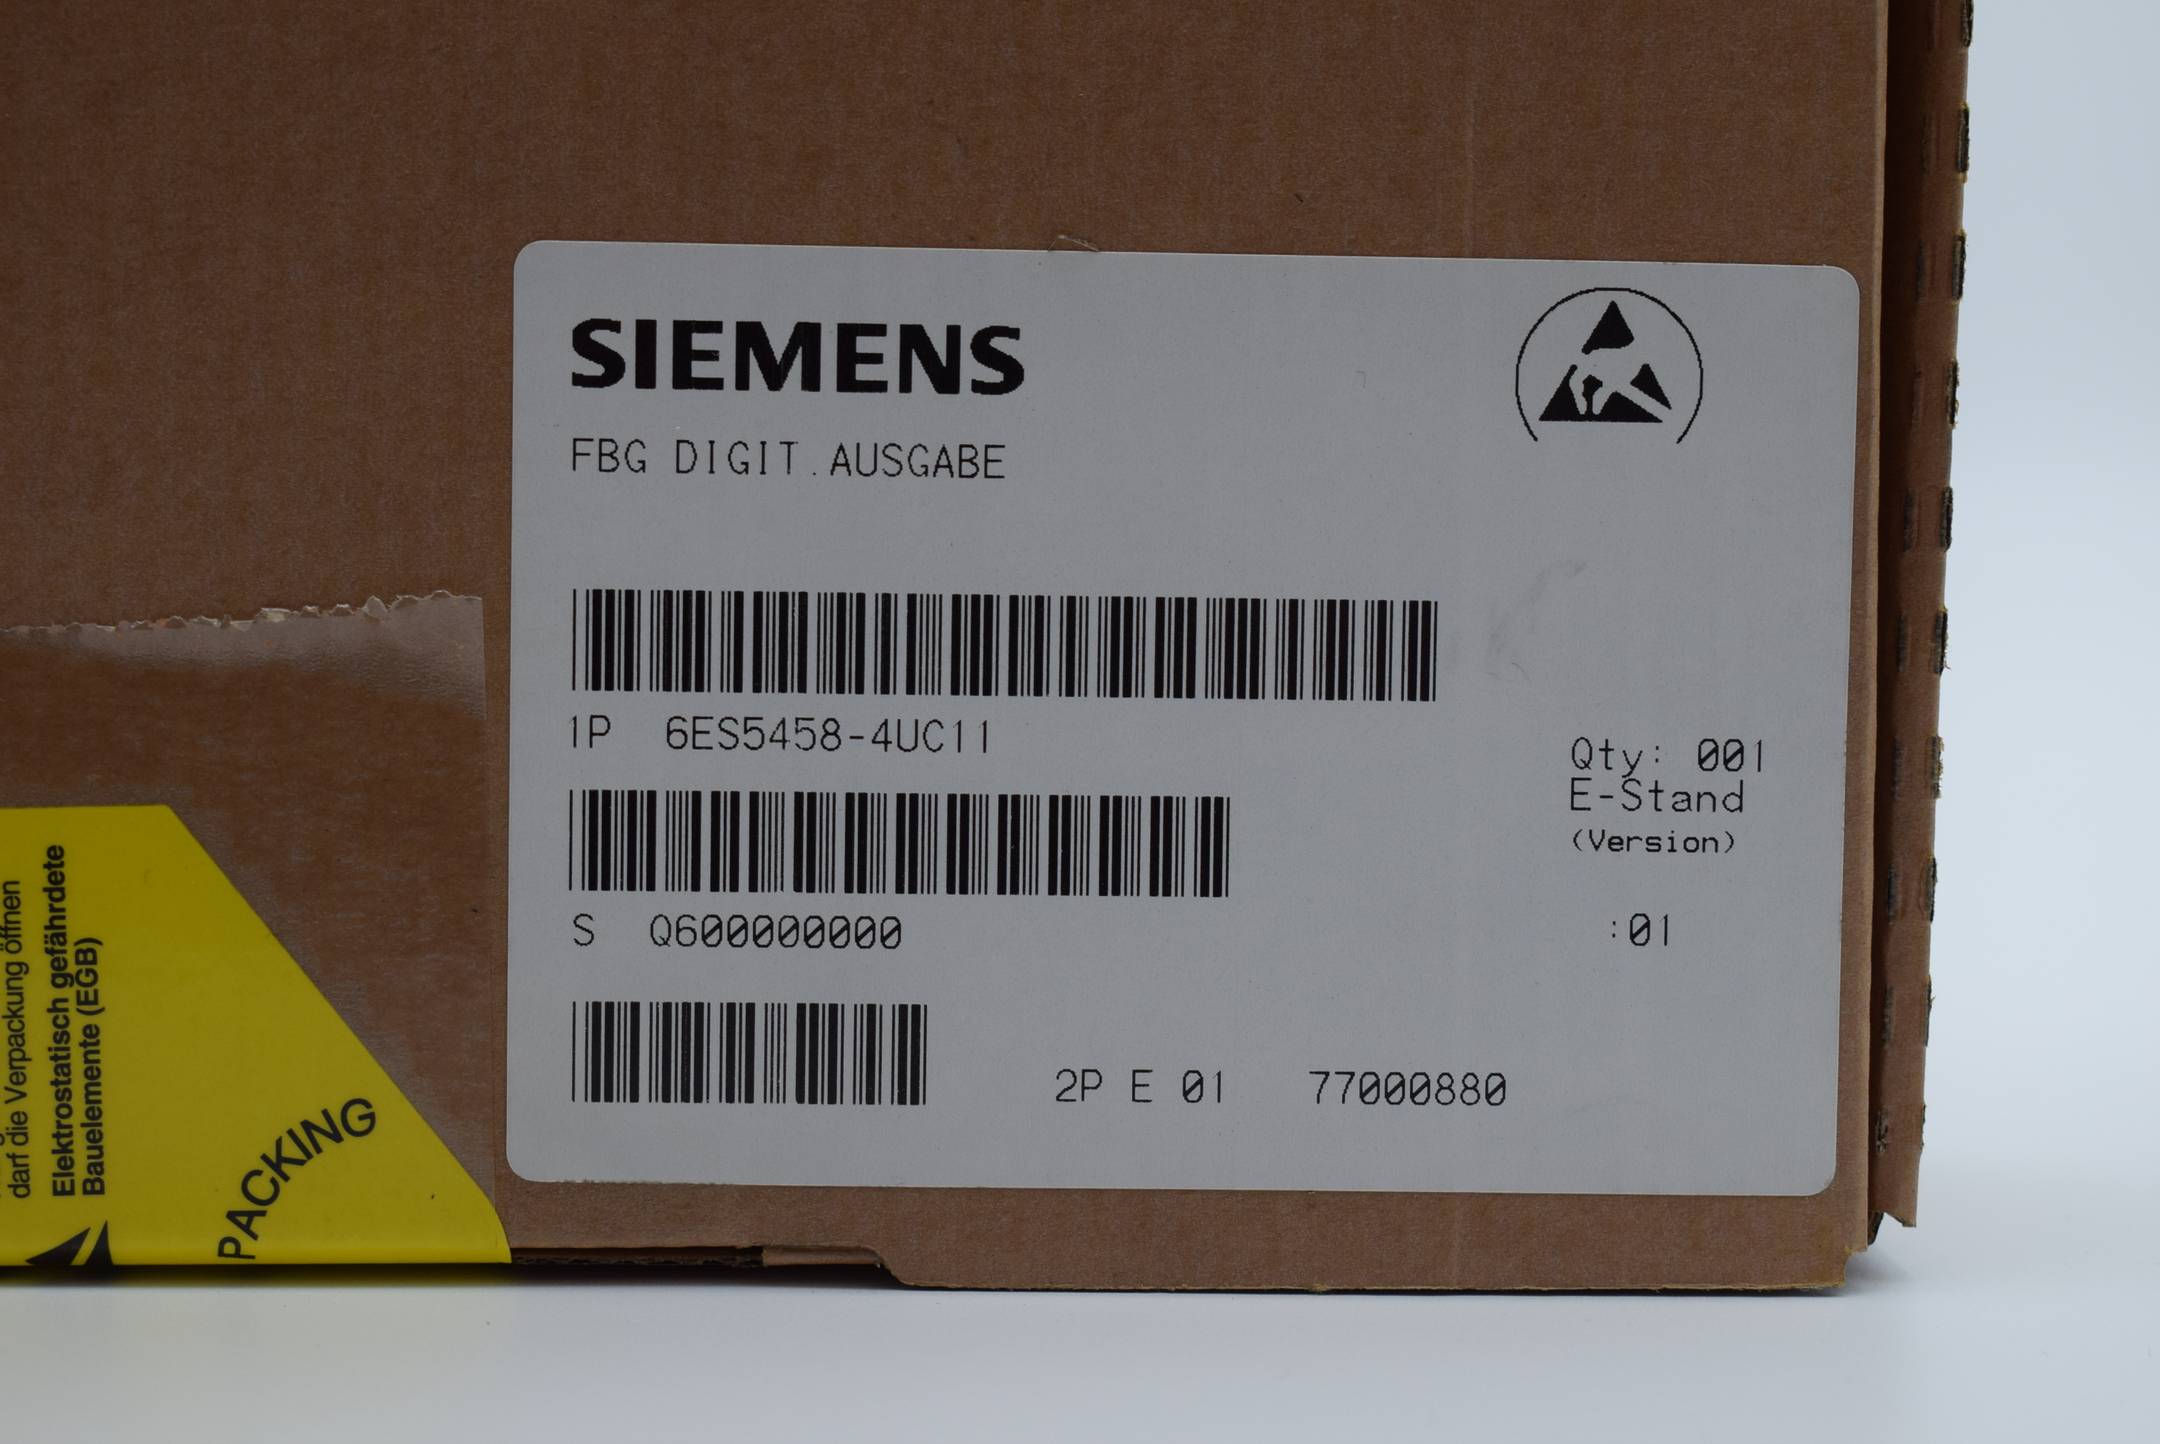 SIEMENS
FBG DIGIT.AUSGABE
1P 6ES5458-4UC11
Qty: 001
E-Stand
(Version)
S Q600000000
:01
2P E 01 77000880
darf die Verpackung öffnen
Elektrostatisch gefährdete
Bauelemente (EGB)
PACKING